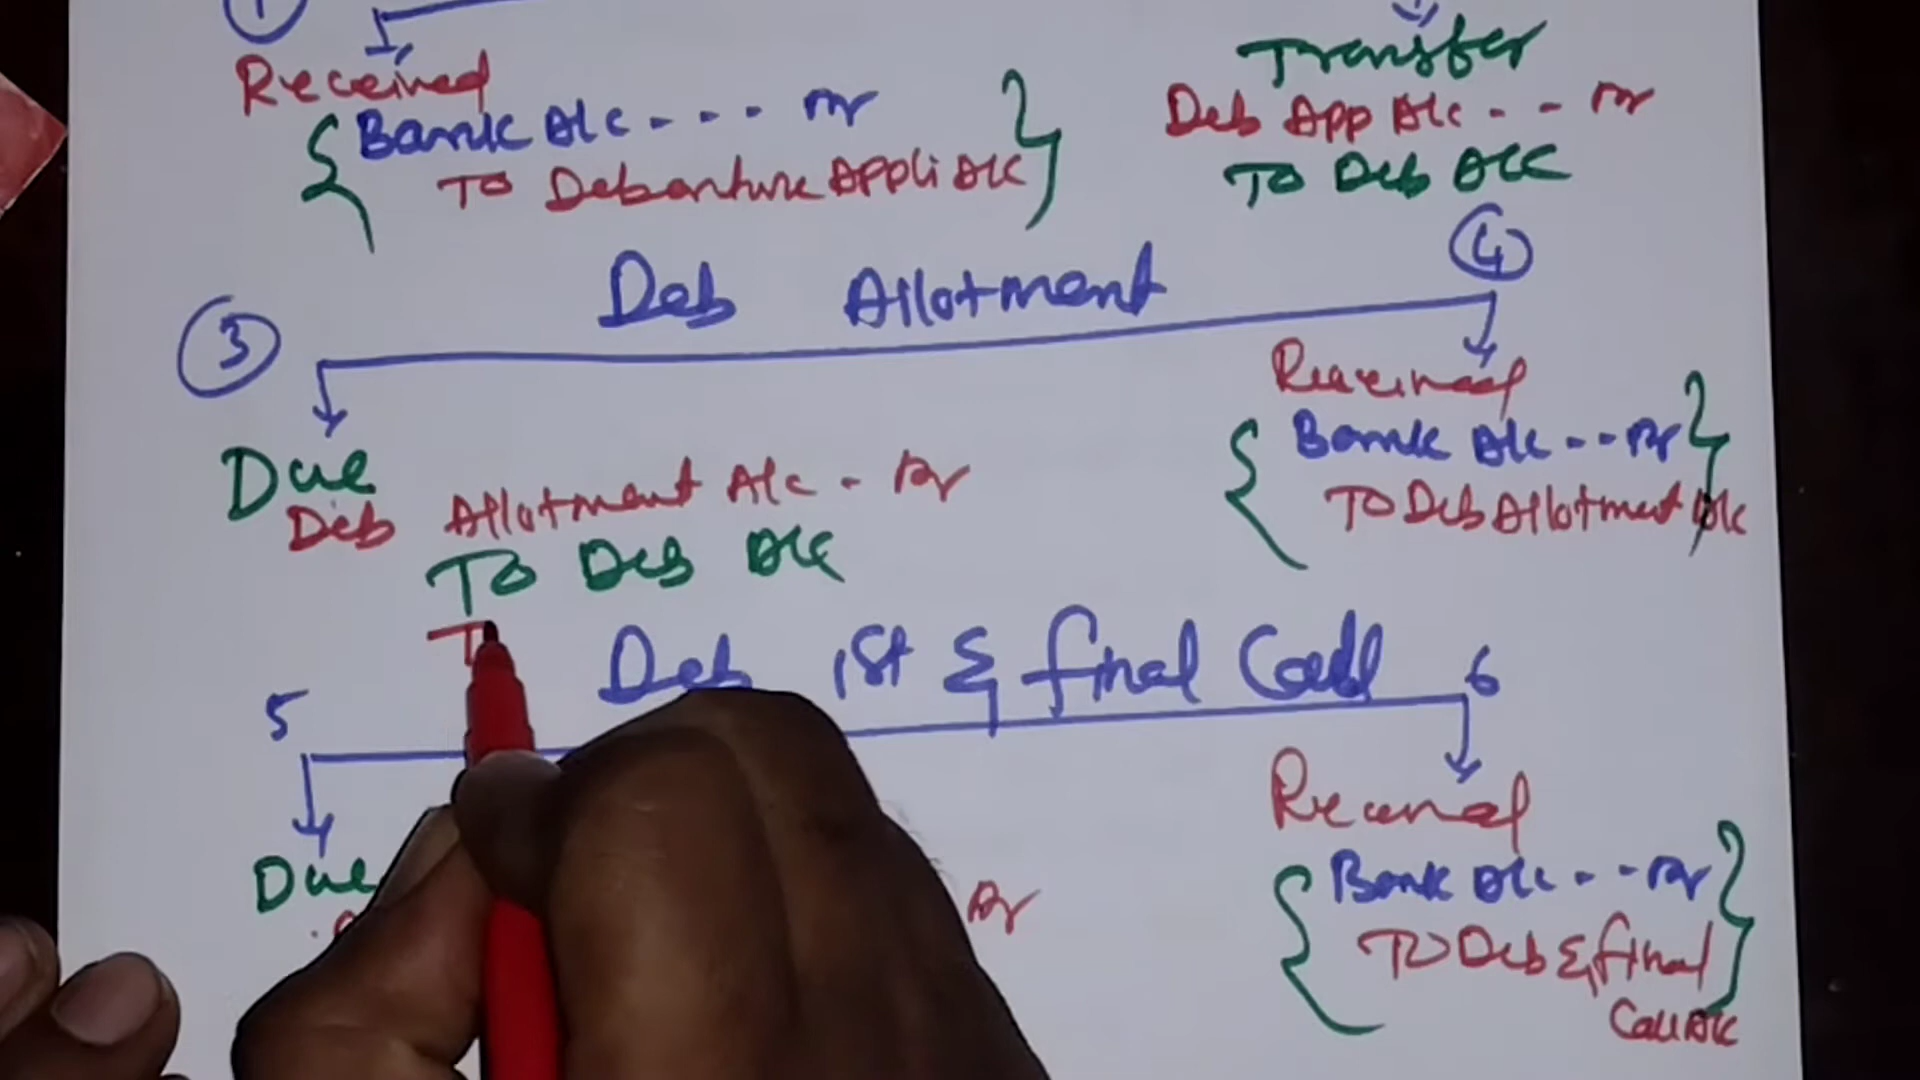 1
Received
Bank A/c - - - Dr
To Debenture Appli A/c
Transfer
Deb App A/c - - Dr
To Deb A/c
Deb Allotment
3
4
Due
Deb Allotment A/c - Dr
To Deb A/c
T
Received
Bank A/c - - Dr
To Deb Allotment A/c
Deb 1st & final Call
5
6
Due
Dr
Received
Bank A/c - - Dr
To Deb & final
Call A/c